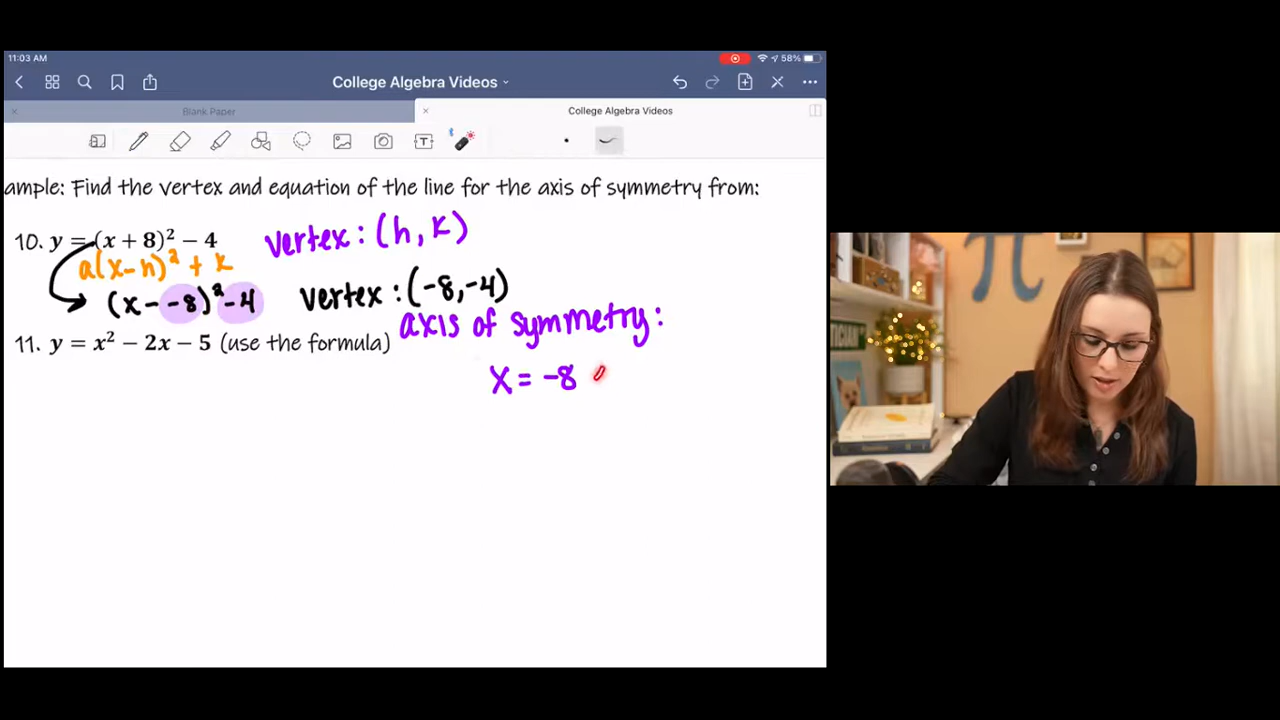 11:03 AM
58%
College Algebra Videos
Blank Paper
College Algebra Videos
ample: Find the vertex and equation of the line for the axis of symmetry from:
10. y = (x + 8)² − 4
vertex: (h, k)
a(x-h)² + k
(x - -8)² -4
vertex: (-8,-4)
axis of symmetry:
11. y = x² − 2x − 5 (use the formula)
x = -8
TICIAN